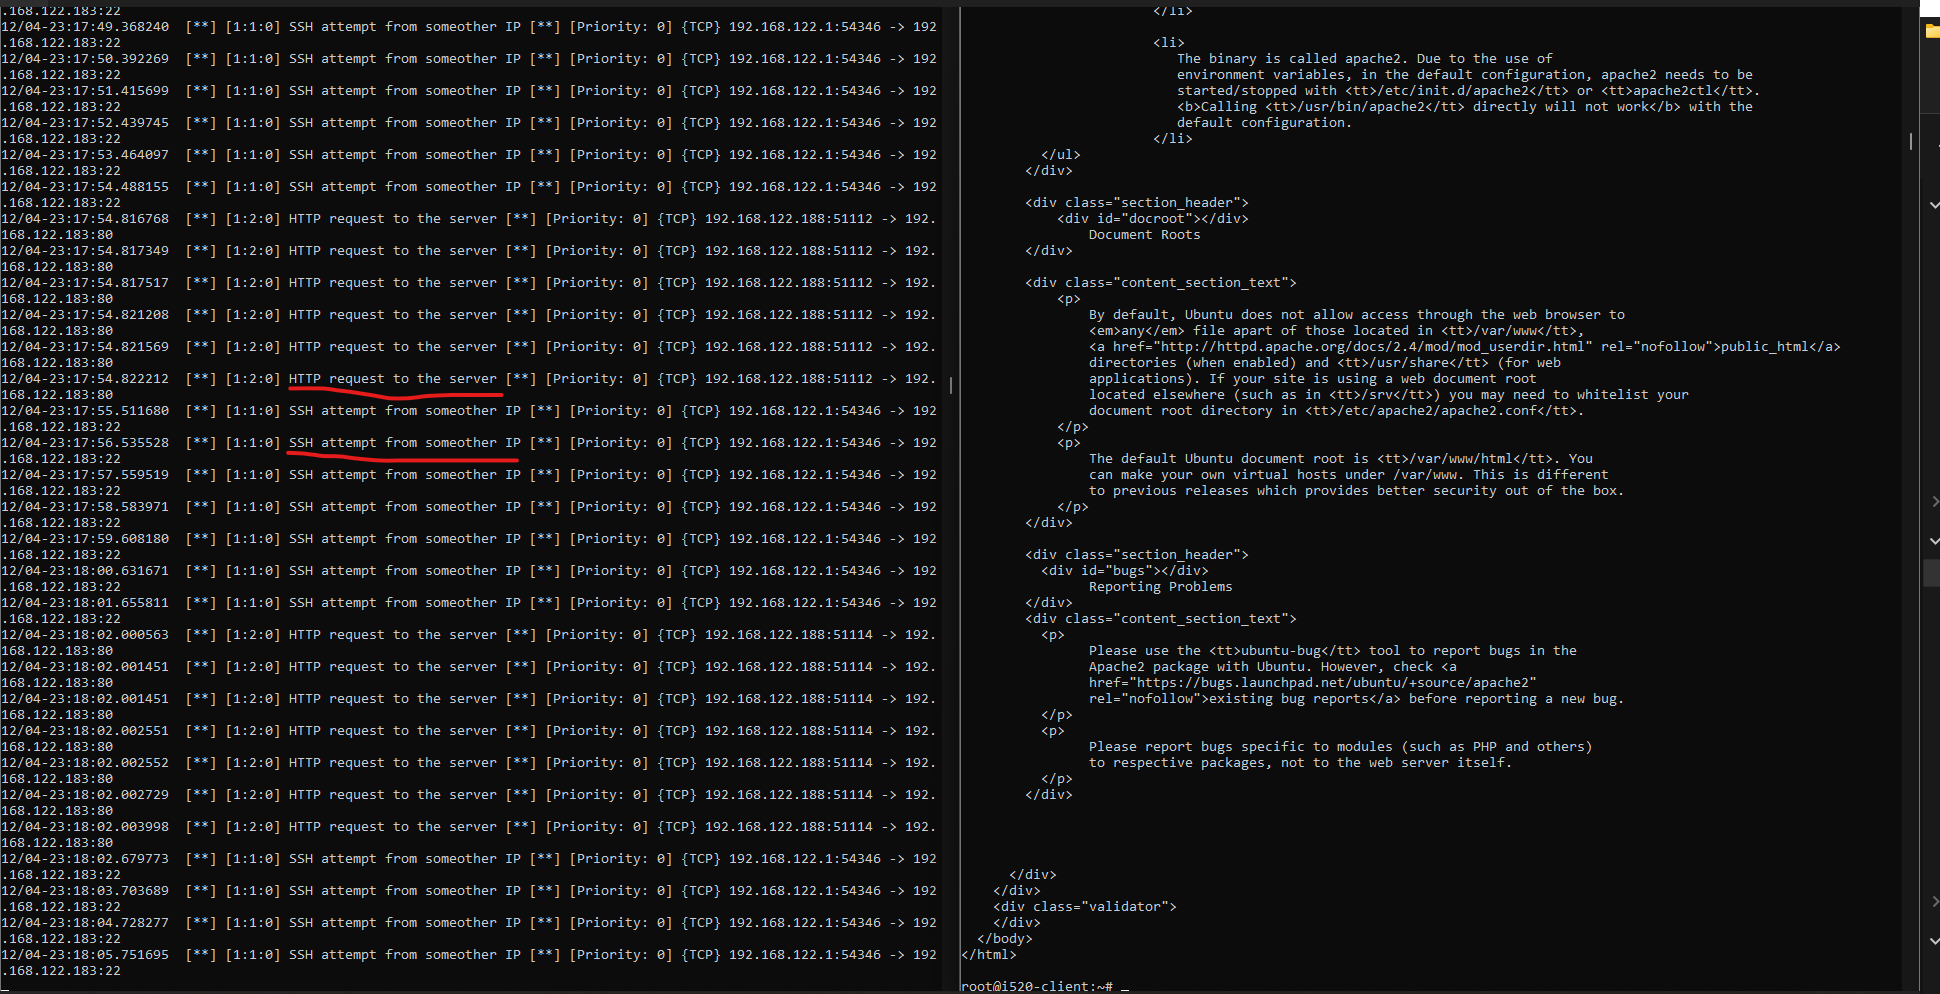 .168.122.183:22
12/04-23:17:49.368240  [**] [1:1:0] SSH attempt from someother IP [**] [Priority: 0] {TCP} 192.168.122.1:54346 -> 192
.168.122.183:22
12/04-23:17:50.392269  [**] [1:1:0] SSH attempt from someother IP [**] [Priority: 0] {TCP} 192.168.122.1:54346 -> 192
.168.122.183:22
12/04-23:17:51.415699  [**] [1:1:0] SSH attempt from someother IP [**] [Priority: 0] {TCP} 192.168.122.1:54346 -> 192
.168.122.183:22
12/04-23:17:52.439745  [**] [1:1:0] SSH attempt from someother IP [**] [Priority: 0] {TCP} 192.168.122.1:54346 -> 192
.168.122.183:22
12/04-23:17:53.464097  [**] [1:1:0] SSH attempt from someother IP [**] [Priority: 0] {TCP} 192.168.122.1:54346 -> 192
.168.122.183:22
12/04-23:17:54.488155  [**] [1:1:0] SSH attempt from someother IP [**] [Priority: 0] {TCP} 192.168.122.1:54346 -> 192
.168.122.183:22
12/04-23:17:54.816768  [**] [1:2:0] HTTP request to the server [**] [Priority: 0] {TCP} 192.168.122.188:51112 -> 192.
168.122.183:80
12/04-23:17:54.817349  [**] [1:2:0] HTTP request to the server [**] [Priority: 0] {TCP} 192.168.122.188:51112 -> 192.
168.122.183:80
12/04-23:17:54.817517  [**] [1:2:0] HTTP request to the server [**] [Priority: 0] {TCP} 192.168.122.188:51112 -> 192.
168.122.183:80
12/04-23:17:54.821208  [**] [1:2:0] HTTP request to the server [**] [Priority: 0] {TCP} 192.168.122.188:51112 -> 192.
168.122.183:80
12/04-23:17:54.821569  [**] [1:2:0] HTTP request to the server [**] [Priority: 0] {TCP} 192.168.122.188:51112 -> 192.
168.122.183:80
12/04-23:17:54.822212  [**] [1:2:0] HTTP request to the server [**] [Priority: 0] {TCP} 192.168.122.188:51112 -> 192.
168.122.183:80
12/04-23:17:55.511680  [**] [1:1:0] SSH attempt from someother IP [**] [Priority: 0] {TCP} 192.168.122.1:54346 -> 192
.168.122.183:22
12/04-23:17:56.535528  [**] [1:1:0] SSH attempt from someother IP [**] [Priority: 0] {TCP} 192.168.122.1:54346 -> 192
.168.122.183:22
12/04-23:17:57.559519  [**] [1:1:0] SSH attempt from someother IP [**] [Priority: 0] {TCP} 192.168.122.1:54346 -> 192
.168.122.183:22
12/04-23:17:58.583971  [**] [1:1:0] SSH attempt from someother IP [**] [Priority: 0] {TCP} 192.168.122.1:54346 -> 192
.168.122.183:22
12/04-23:17:59.608180  [**] [1:1:0] SSH attempt from someother IP [**] [Priority: 0] {TCP} 192.168.122.1:54346 -> 192
.168.122.183:22
12/04-23:18:00.631671  [**] [1:1:0] SSH attempt from someother IP [**] [Priority: 0] {TCP} 192.168.122.1:54346 -> 192
.168.122.183:22
12/04-23:18:01.655811  [**] [1:1:0] SSH attempt from someother IP [**] [Priority: 0] {TCP} 192.168.122.1:54346 -> 192
.168.122.183:22
12/04-23:18:02.000563  [**] [1:2:0] HTTP request to the server [**] [Priority: 0] {TCP} 192.168.122.188:51114 -> 192.
168.122.183:80
12/04-23:18:02.001451  [**] [1:2:0] HTTP request to the server [**] [Priority: 0] {TCP} 192.168.122.188:51114 -> 192.
168.122.183:80
12/04-23:18:02.001451  [**] [1:2:0] HTTP request to the server [**] [Priority: 0] {TCP} 192.168.122.188:51114 -> 192.
168.122.183:80
12/04-23:18:02.002551  [**] [1:2:0] HTTP request to the server [**] [Priority: 0] {TCP} 192.168.122.188:51114 -> 192.
168.122.183:80
12/04-23:18:02.002552  [**] [1:2:0] HTTP request to the server [**] [Priority: 0] {TCP} 192.168.122.188:51114 -> 192.
168.122.183:80
12/04-23:18:02.002729  [**] [1:2:0] HTTP request to the server [**] [Priority: 0] {TCP} 192.168.122.188:51114 -> 192.
168.122.183:80
12/04-23:18:02.003998  [**] [1:2:0] HTTP request to the server [**] [Priority: 0] {TCP} 192.168.122.188:51114 -> 192.
168.122.183:80
12/04-23:18:02.679773  [**] [1:1:0] SSH attempt from someother IP [**] [Priority: 0] {TCP} 192.168.122.1:54346 -> 192
.168.122.183:22
12/04-23:18:03.703689  [**] [1:1:0] SSH attempt from someother IP [**] [Priority: 0] {TCP} 192.168.122.1:54346 -> 192
.168.122.183:22
12/04-23:18:04.728277  [**] [1:1:0] SSH attempt from someother IP [**] [Priority: 0] {TCP} 192.168.122.1:54346 -> 192
.168.122.183:22
12/04-23:18:05.751695  [**] [1:1:0] SSH attempt from someother IP [**] [Priority: 0] {TCP} 192.168.122.1:54346 -> 192
.168.122.183:22
</li>
<li>
The binary is called apache2. Due to the use of
environment variables, in the default configuration, apache2 needs to be
started/stopped with <tt>/etc/init.d/apache2</tt> or <tt>apache2ctl</tt>.
<b>Calling <tt>/usr/bin/apache2</tt> directly will not work</b> with the
default configuration.
</li>
</ul>
</div>
<div class="section_header">
<div id="docroot"></div>
Document Roots
</div>
<div class="content_section_text">
<p>
By default, Ubuntu does not allow access through the web browser to
<em>any</em> file apart of those located in <tt>/var/www</tt>,
<a href="http://httpd.apache.org/docs/2.4/mod/mod_userdir.html" rel="nofollow">public_html</a>
directories (when enabled) and <tt>/usr/share</tt> (for web
applications). If your site is using a web document root
located elsewhere (such as in <tt>/srv</tt>) you may need to whitelist your
document root directory in <tt>/etc/apache2/apache2.conf</tt>.
</p>
<p>
The default Ubuntu document root is <tt>/var/www/html</tt>. You
can make your own virtual hosts under /var/www. This is different
to previous releases which provides better security out of the box.
</p>
</div>
<div class="section_header">
<div id="bugs"></div>
Reporting Problems
</div>
<div class="content_section_text">
<p>
Please use the <tt>ubuntu-bug</tt> tool to report bugs in the
Apache2 package with Ubuntu. However, check <a
href="https://bugs.launchpad.net/ubuntu/+source/apache2"
rel="nofollow">existing bug reports</a> before reporting a new bug.
</p>
<p>
Please report bugs specific to modules (such as PHP and others)
to respective packages, not to the web server itself.
</p>
</div>
</div>
</div>
<div class="validator">
</div>
</body>
</html>
root@i520-client:~# _